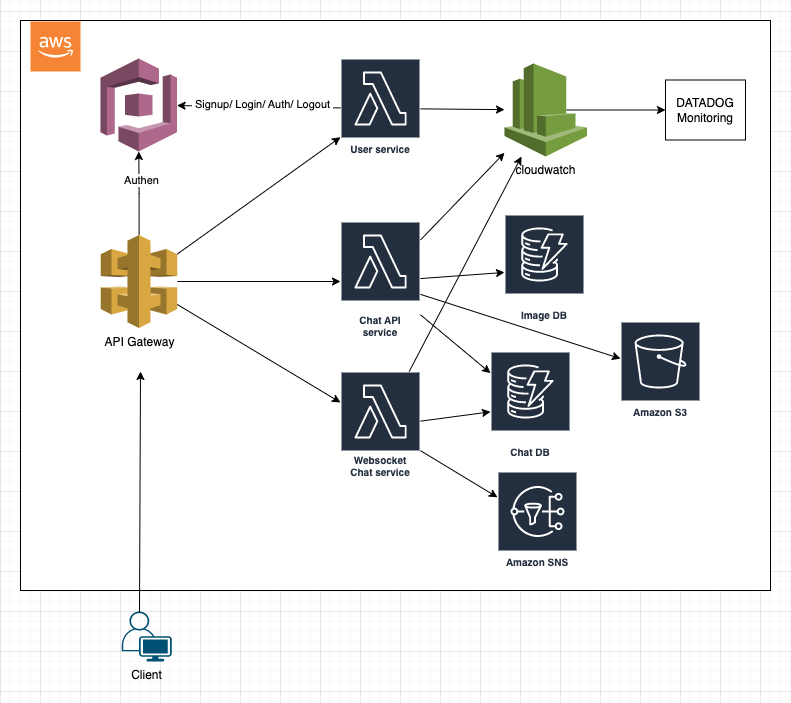 aws
Signup/ Login/ Auth/ Logout
DATADOG
Monitoring
User service
cloudwatch
Authen
Image DB
Chat API
service
API Gateway
Amazon S3
Chat DB
Websocket
Chat service
Amazon SNS
Client